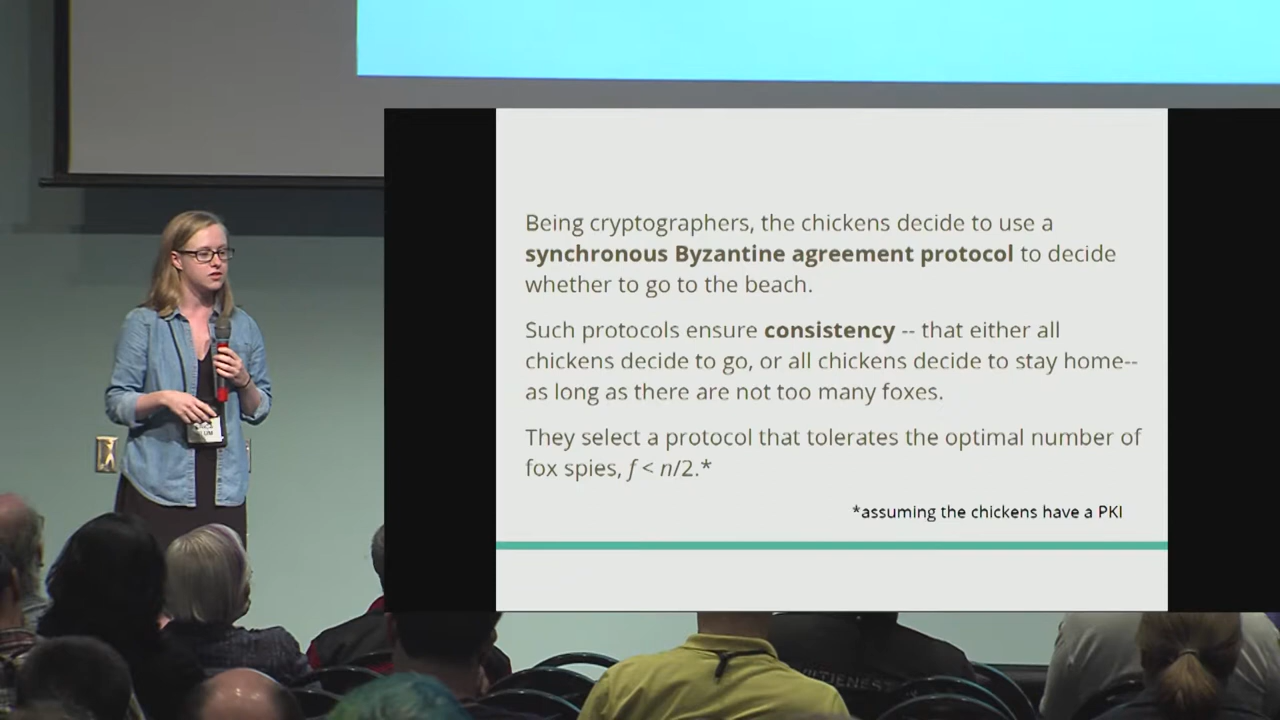 Being cryptographers, the chickens decide to use a
synchronous Byzantine agreement protocol to decide
whether to go to the beach.
Such protocols ensure consistency -- that either all
chickens decide to go, or all chickens decide to stay home--
as long as there are not too many foxes.
They select a protocol that tolerates the optimal number of
fox spies, f < n/2.*
*assuming the chickens have a PKI